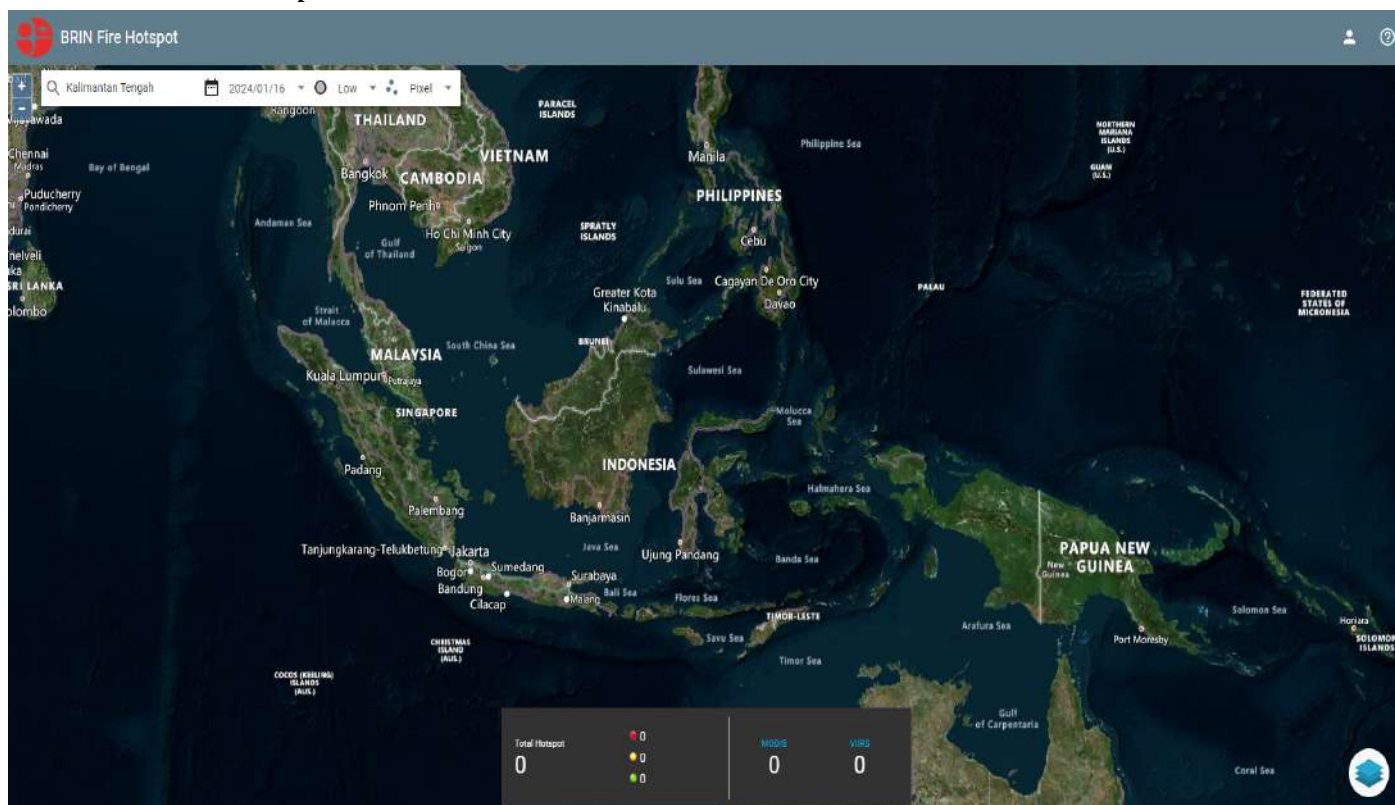 BRIN Fire Hotspot
Kalimantan Tengah 2024/01/16 Low Pixel
+
-
Rangoon
THAILAND
PARACEL
ISLANDS
VIETNAM
Manila
Philippine Sea
NORTHERN
MARIANA
ISLANDS
(U.S.)
GUAM
(U.S.)
Chennai
Madras
Bay of Bengal
Bangkok
CAMBODIA
PHILIPPINES
Puducherry
Pondicherry
Phnom Penh
Andaman Sea
Gulf
of Thailand
Ho Chi Minh City
Saigon
SPRATLY
ISLANDS
Cebu
SRI LANKA
Sulu Sea
Cagayan De Oro City
Davao
PALAU
FEDERATED
STATES OF
MICRONESIA
Greater Kota
Kinabalu
Strait
of Malacca
MALAYSIA
South China Sea
BRUNEI
Kuala Lumpur
Putrajaya
Sulawesi Sea
SINGAPORE
Molucca
Sea
Padang
INDONESIA
Halmahera Sea
Palembang
Banjarmasin
Tanjungkarang-Telukbetung
Jakarta
Java Sea
Ujung Pandang
Banda Sea
PAPUA NEW
GUINEA
New
Guinea
Bogor
Sumedang
Bandung
Surabaya
Cilacap
Malang
Bali Sea
Flores Sea
TIMOR-LESTE
Solomon Sea
Honiara
SOLOMON
ISLANDS
Arafura Sea
Port Moresby
CHRISTMAS
ISLAND
(AUS.)
Savu Sea
Timor Sea
COCOS (KEELING)
ISLANDS
(AUS.)
Gulf
of Carpentaria
Coral Sea
Total Hotspot
0
0
0
0
MODIS
0
VIIRS
0